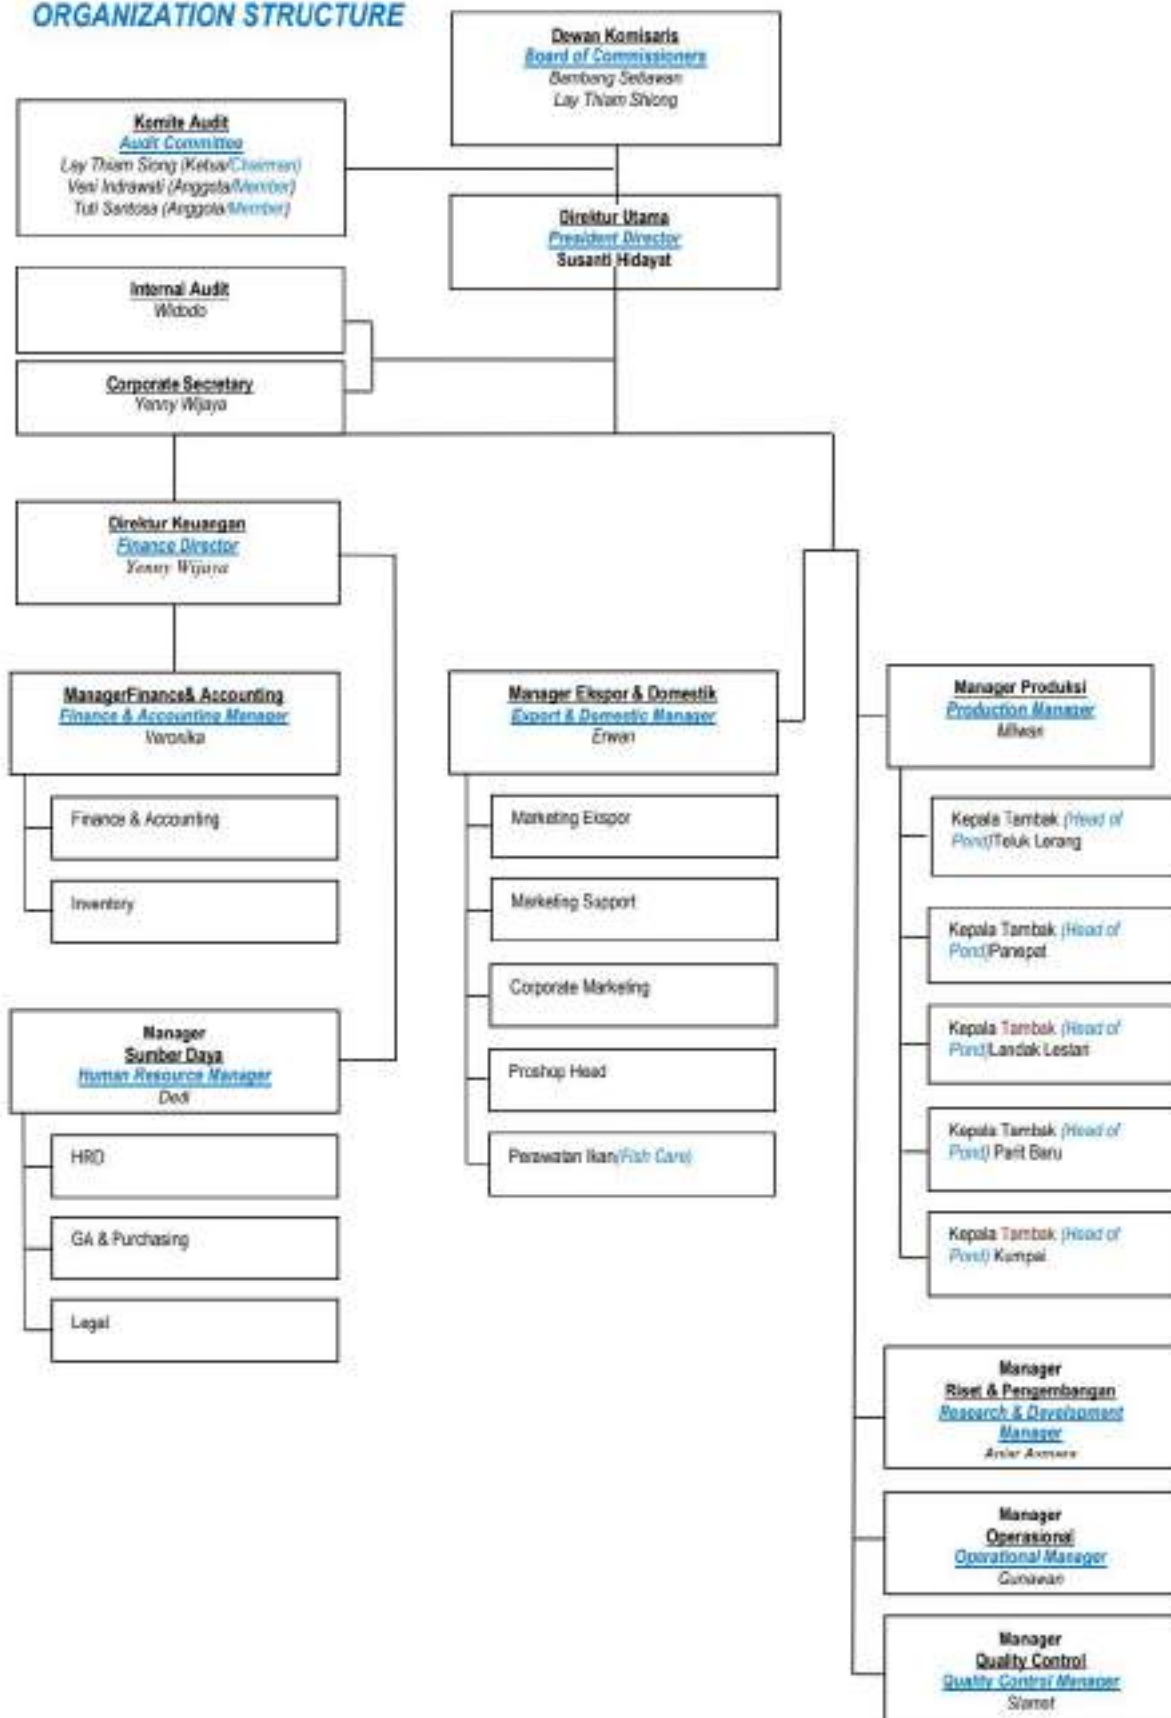 ORGANIZATION STRUCTURE
Dewan Komisaris
Board of Commissioners
Bambang Setiawan
Lay Thiam Shiong
Komite Audit
Audit Committee
Lay Thiam Siong (Ketua/Chairman)
Veni Indrawati (Anggota/Member)
Tuti Santosa (Anggota/Member)
Direktur Utama
President Director
Susanti Hidayat
Internal Audit
Widodo
Corporate Secretary
Yenny Wijaya
Direktur Keuangan
Finance Director
Yenny Wijaya
ManagerFinance& Accounting
Finance & Accounting Manager
Veronika
Finance & Accounting
Inventory
Manager
Sumber Daya
Human Resource Manager
Dedi
HRD
GA & Purchasing
Legal
Manager Ekspor & Domestik
Export & Domestic Manager
Erwan
Marketing Ekspor
Marketing Support
Corporate Marketing
Proshop Head
Perawatan Ikan(Fish Care)
Manager Produksi
Production Manager
Kepala Tambak (Head of
Pond)Teluk Lerang
Kepala Tambak (Head of
Pond)Panepat
Kepala Tambak (Head of
Pond)Landak Lestari
Kepala Tambak (Head of
Pond) Parit Baru
Kepala Tambak (Head of
Pond) Kumpai
Manager
Riset & Pengembangan
Research & Development
Manager
Manager
Operasional
Operational Manager
Gunawan
Manager
Quality Control
Quality Control Manager
Slamet